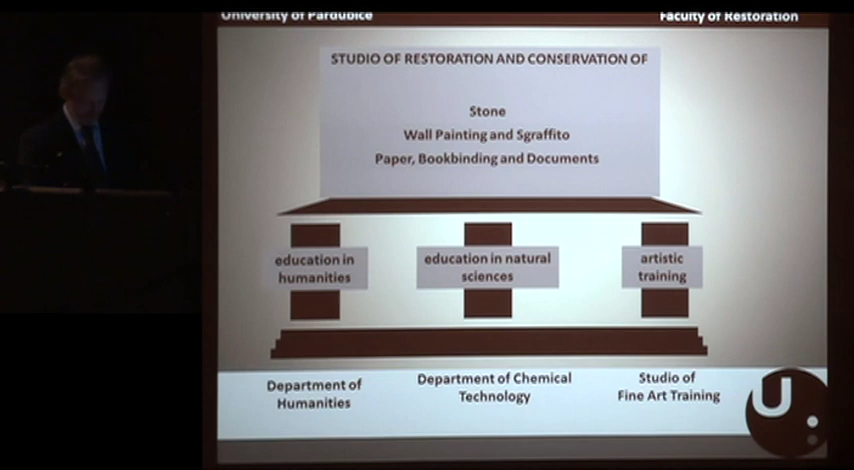 University of Pardubice
Faculty of Restoration
STUDIO OF RESTORATION AND CONSERVATION OF
Stone
Wall Painting and Sgraffito
Paper, Bookbinding and Documents
education in
humanities
education in natural
sciences
artistic
training
Department of
Humanities
Department of Chemical
Technology
Studio of
Fine Art Training
U